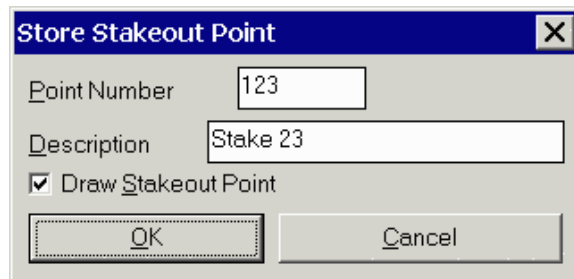 Store Stakeout Point
Point Number 123
Description Stake 23
Draw Stakeout Point
OK Cancel